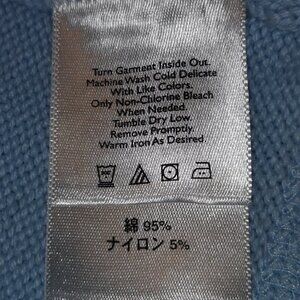 Turn Garment Inside Out.
Machine Wash Cold Delicate
With Like Colors.
Only Non-Chlorine Bleach
When Needed.
Tumble Dry Low.
Remove Promptly.
Warm Iron As Desired.
綿 95%
ナイロン 5%